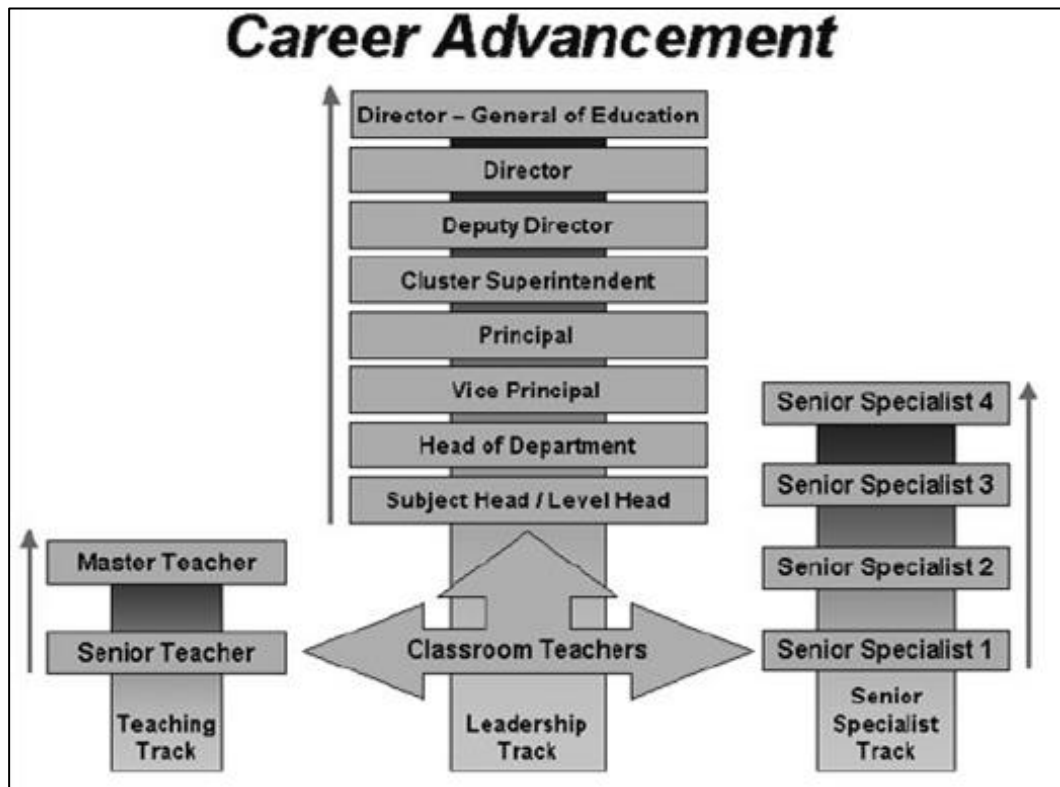 Career Advancement
Director – General of Education
Director
Deputy Director
Cluster Superintendent
Principal
Vice Principal
Head of Department
Subject Head / Level Head
Master Teacher
Senior Teacher
Teaching
Track
Classroom Teachers
Leadership
Track
Senior Specialist 4
Senior Specialist 3
Senior Specialist 2
Senior Specialist 1
Senior
Specialist
Track